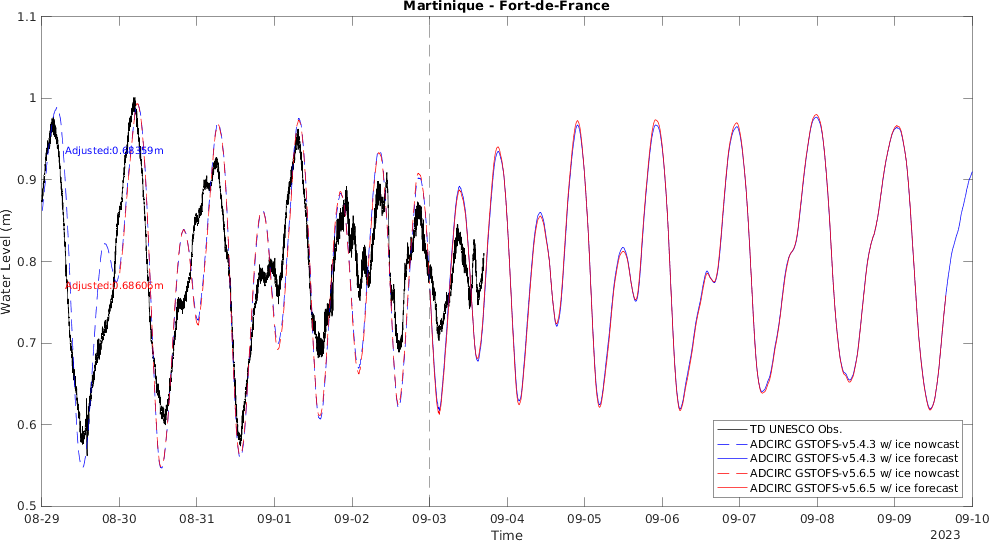 Martinique - Fort-de-France
Water Level (m)
1.1
1
0.9
0.8
0.7
0.6
0.5
Adjusted:0.68359m
Adjusted:0.68606m
TD UNESCO Obs.
ADCIRC GSTOFS-v5.4.3 w/ ice nowcast
ADCIRC GSTOFS-v5.4.3 w/ ice forecast
ADCIRC GSTOFS-v5.6.5 w/ ice nowcast
ADCIRC GSTOFS-v5.6.5 w/ ice forecast
08-29 08-30 08-31 09-01 09-02 09-03 09-04 09-05 09-06 09-07 09-08 09-09 09-10
Time
2023